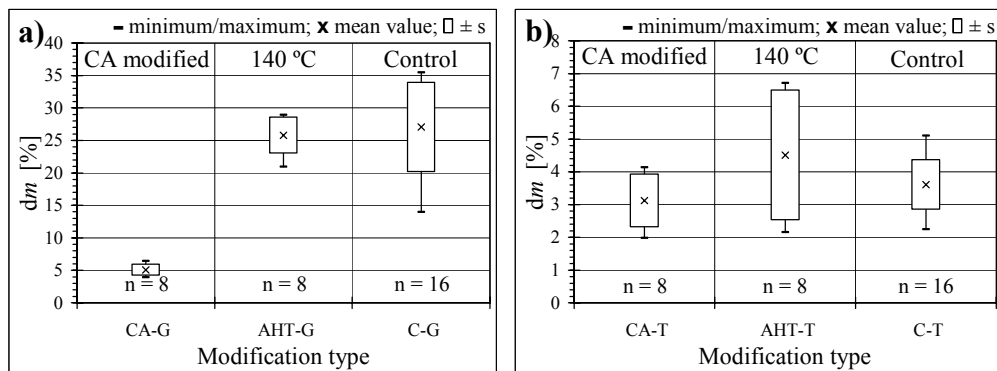 a) – minimum/maximum; x mean value; ▯ ± s
CA modified 140 ºC Control
40
35
30
25
20
15
10
5
0
dm [%]
n = 8 n = 8 n = 16
CA-G AHT-G C-G
Modification type
b) – minimum/maximum; x mean value; ▯ ± s
CA modified 140 ºC Control
8
7
6
5
4
3
2
1
0
dm [%]
n = 8 n = 8 n = 16
CA-T AHT-T C-T
Modification type